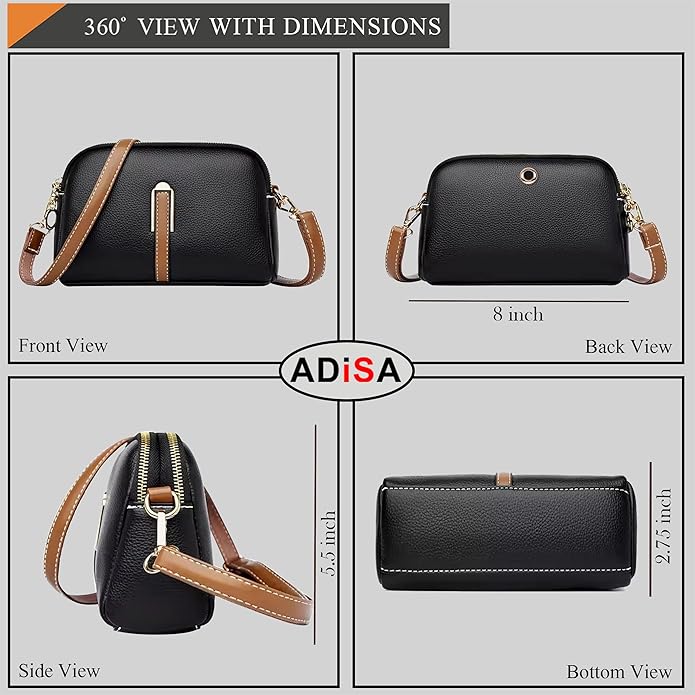 360° VIEW WITH DIMENSIONS
Front View
8 inch
Back View
ADiSA
5.5 inch
Side View
2.75 inch
Bottom View